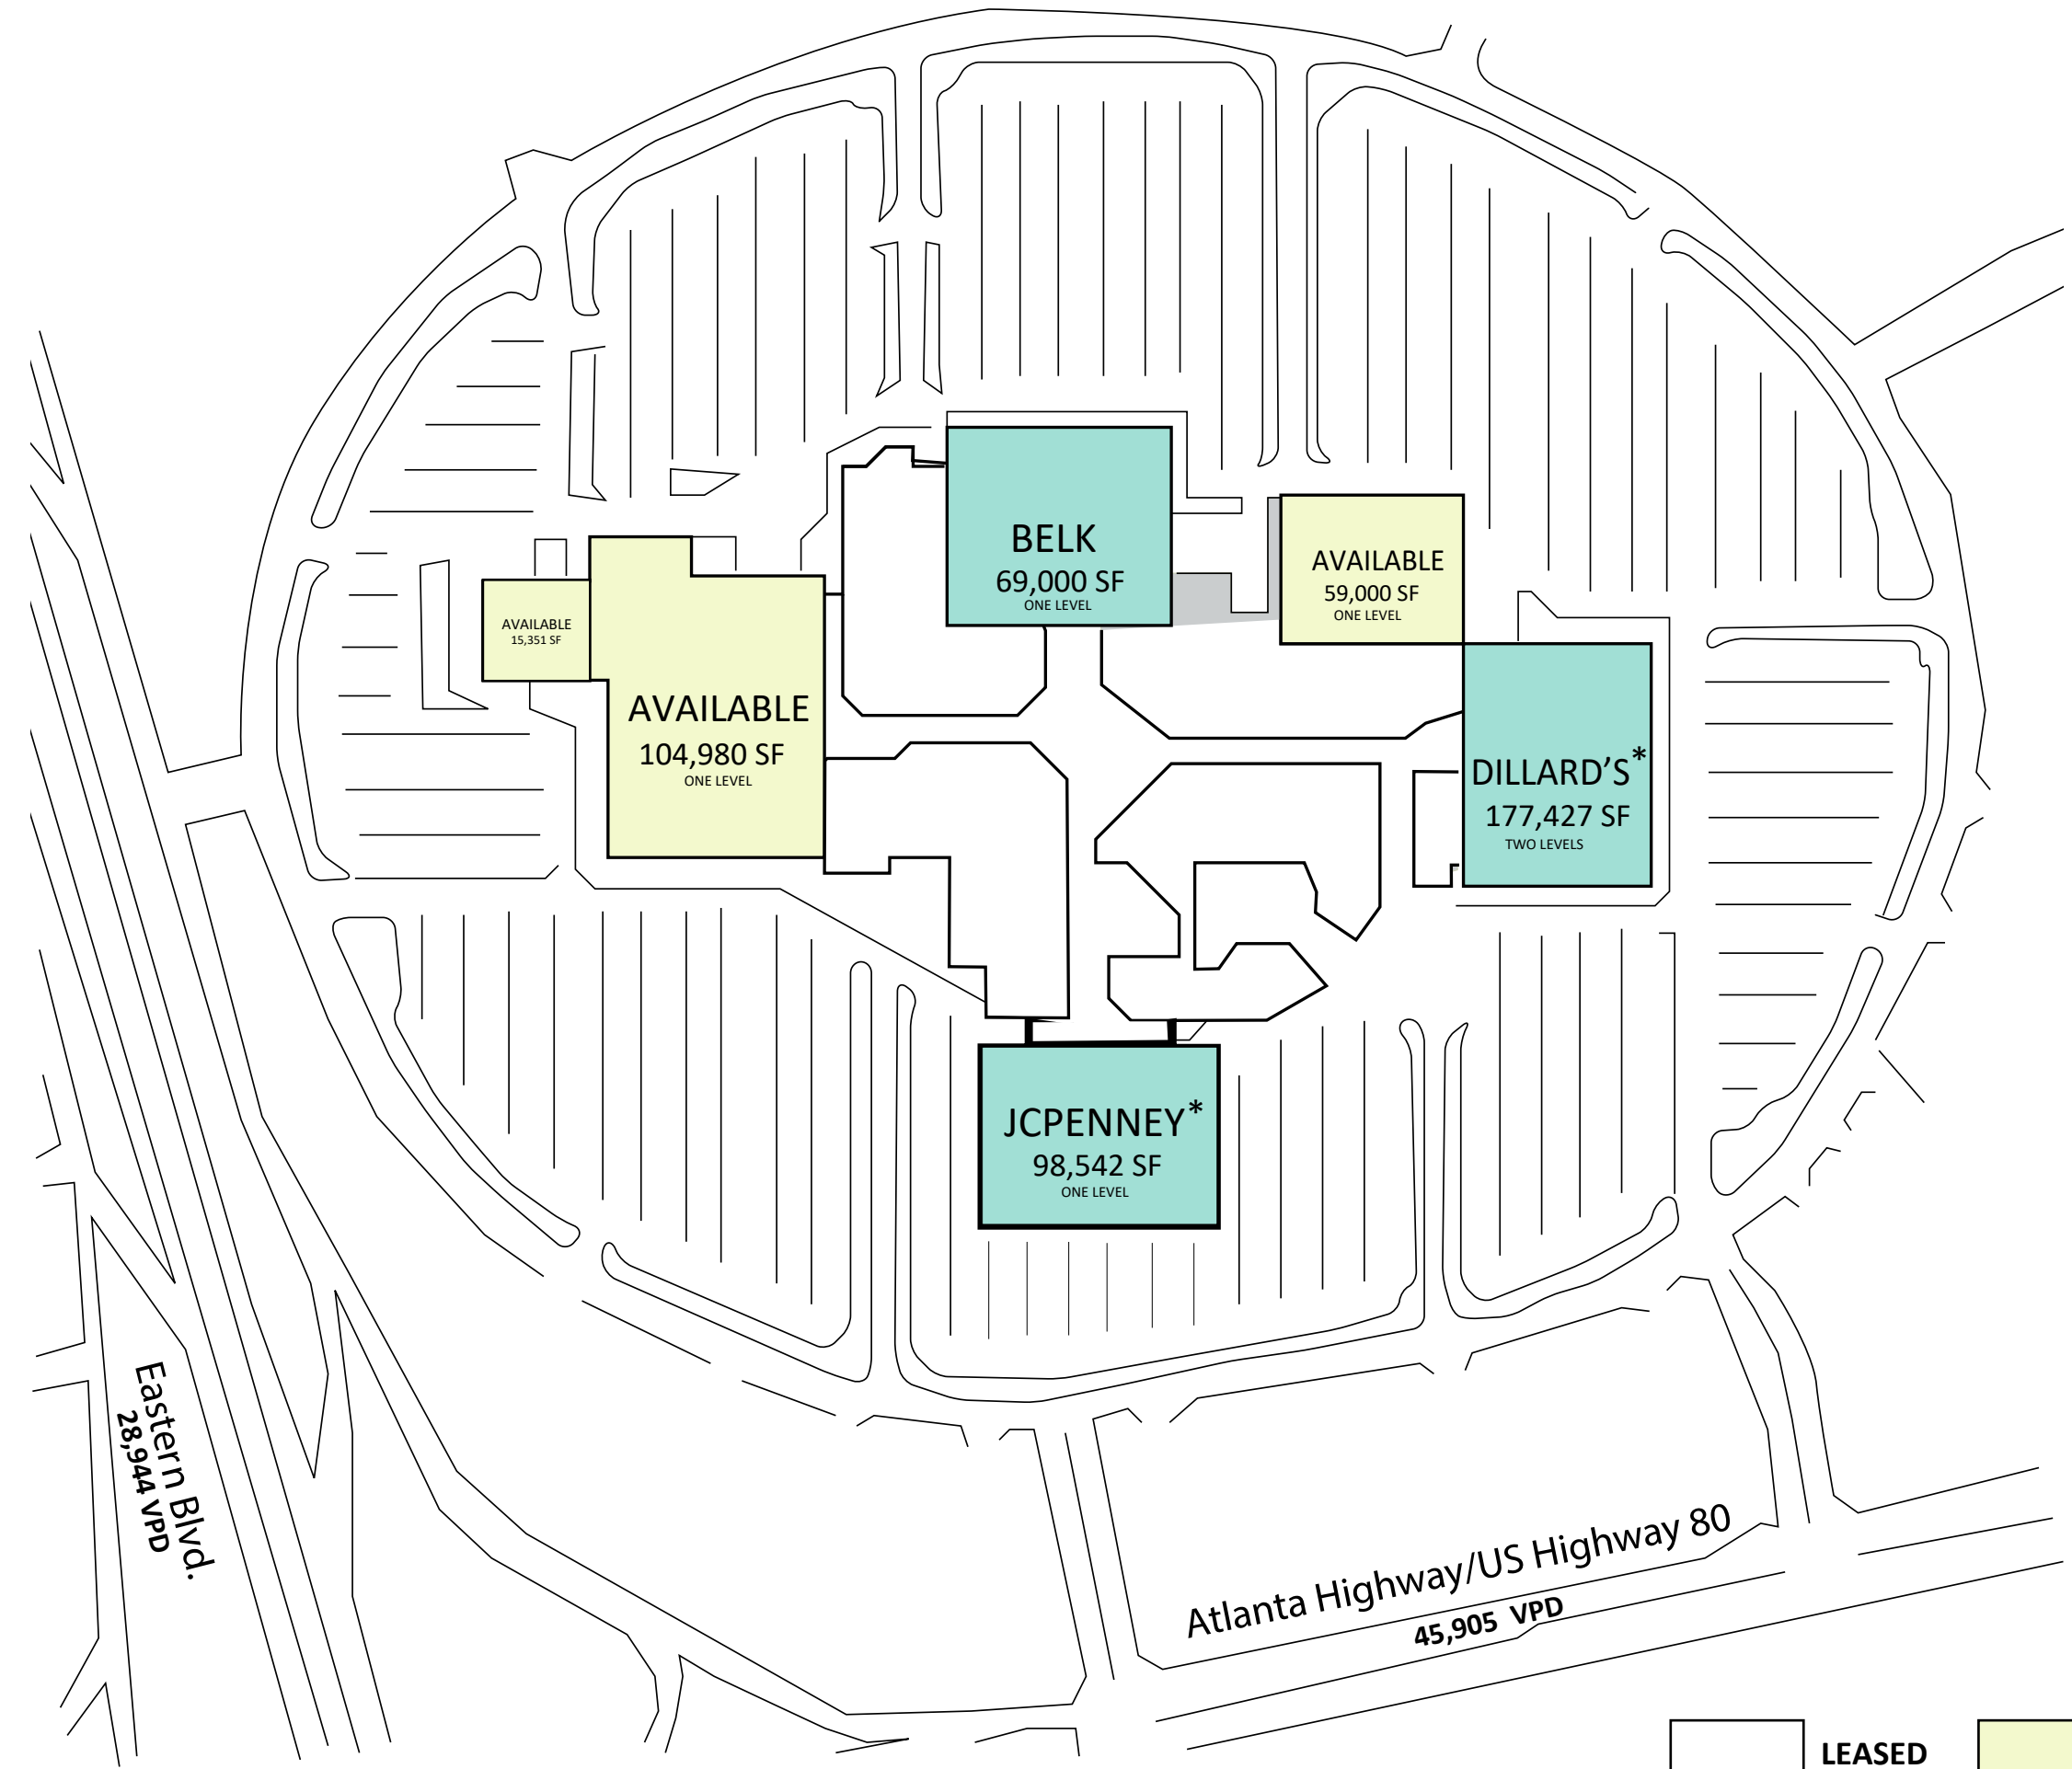 BELK
69,000 SF
ONE LEVEL
AVAILABLE
59,000 SF
ONE LEVEL
AVAILABLE
15,351 SF
AVAILABLE
104,980 SF
ONE LEVEL
DILLARD’S*
177,427 SF
TWO LEVELS
JCPENNEY*
98,542 SF
ONE LEVEL
Eastern Blvd.
28,944 VPD
Atlanta Highway/US Highway 80
45,905 VPD
LEASED